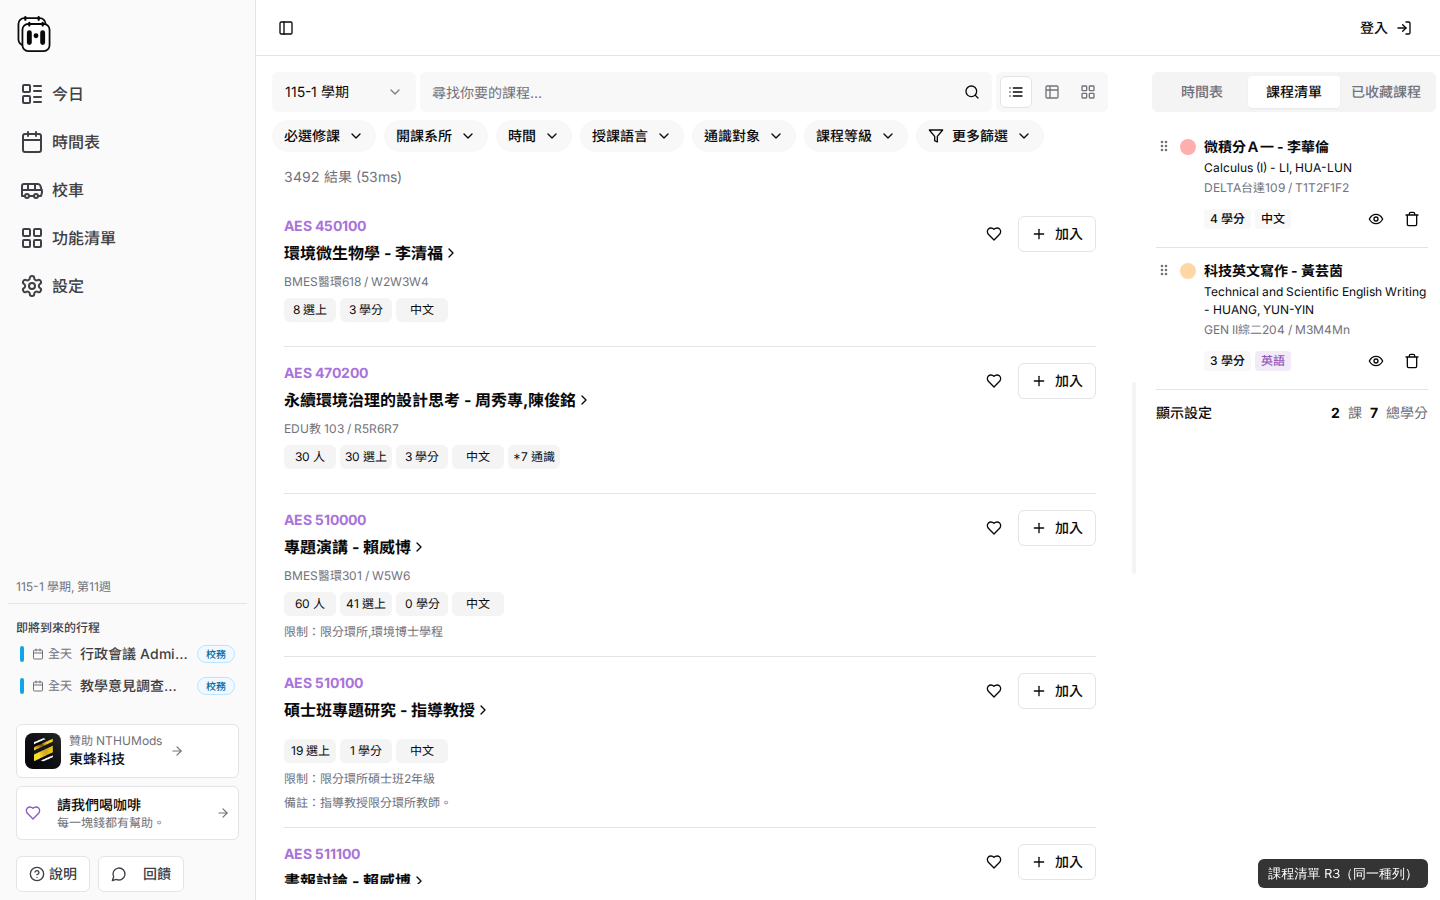 登入
今日
時間表
校車
功能清單
設定
115-1 學期, 第11週
即將到來的行程
全天 行政會議 Admi... 校務
全天 教學意見調查... 校務
贊助 NTHUMods
東蜂科技
請我們喝咖啡
每一塊錢都有幫助。
說明 回饋
115-1 學期 尋找你要的課程...
必選修課 開課系所 時間 授課語言 通識對象 課程等級 更多篩選
3492 結果 (53ms)
AES 450100
環境微生物學 - 李清福
加入
BMES醫環618 / W2W3W4
8 選上 3 學分 中文
AES 470200
永續環境治理的設計思考 - 周秀專,陳俊銘
加入
EDU教 103 / R5R6R7
30 人 30 選上 3 學分 中文 *7 通識
AES 510000
專題演講 - 賴威博
加入
BMES醫環301 / W5W6
60 人 41 選上 0 學分 中文
限制：限分環所,環境博士學程
AES 510100
碩士班專題研究 - 指導教授
加入
19 選上 1 學分 中文
限制：限分環所碩士班2年級
備註：指導教授限分環所教師。
AES 511100
書報討論 - 賴威博
加入
時間表 課程清單 已收藏課程
微積分Ａ一 - 李華倫
Calculus (I) - LI, HUA-LUN
DELTA台達109 / T1T2F1F2
4 學分 中文
科技英文寫作 - 黃芸茵
Technical and Scientific English Writing
- HUANG, YUN-YIN
GEN II綜二204 / M3M4Mn
3 學分 英語
顯示設定 2 課 7 總學分
課程清單 R3（同一種列）